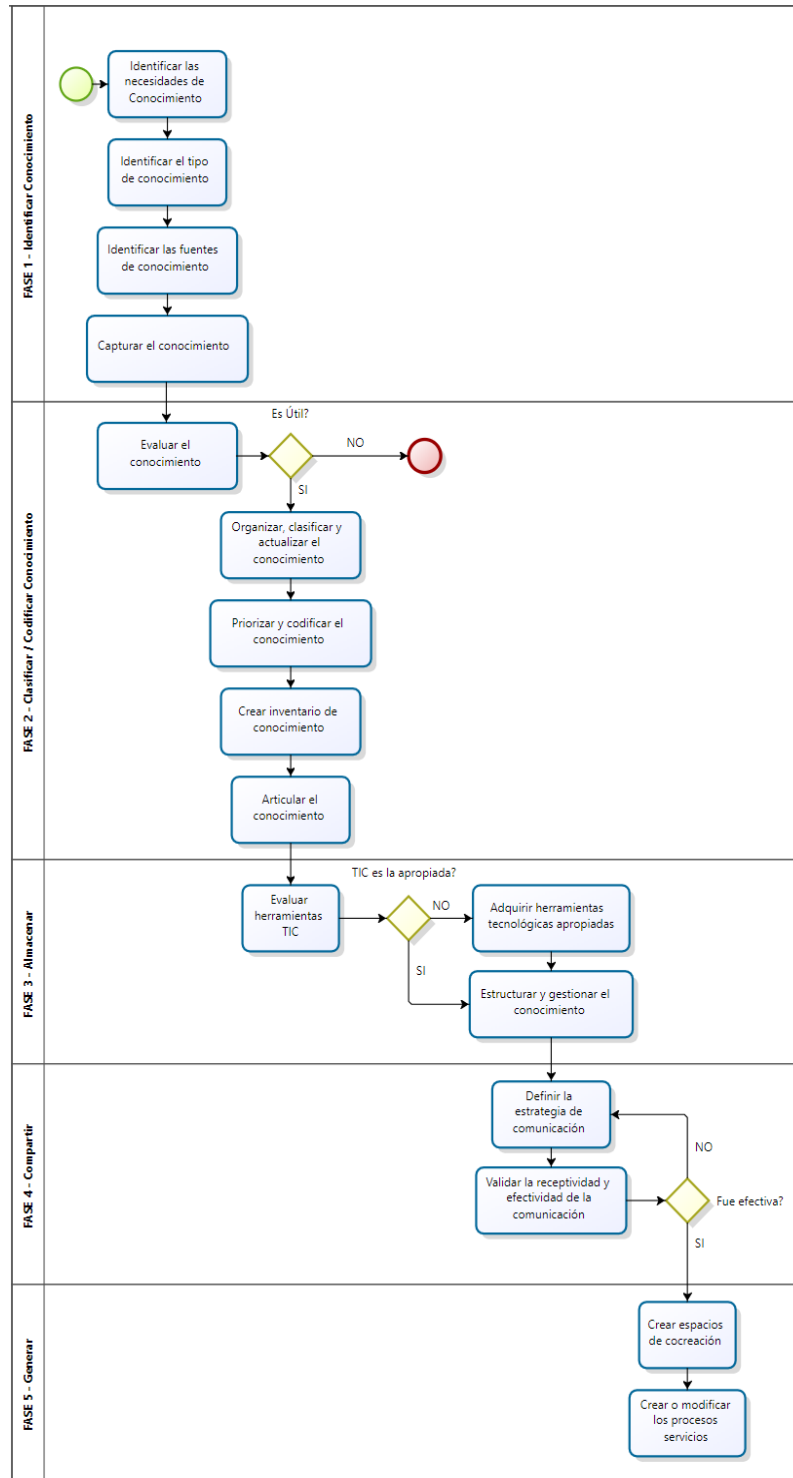 FASE 1 - Identificar Conocimiento
Identificar las
necesidades de
Conocimiento
Identificar el tipo
de conocimiento
Identificar las fuentes
de conocimiento
Capturar el conocimiento
FASE 2 - Clasificar / Codificar Conocimiento
Evaluar el
conocimiento
Es Útil?
NO
SI
Organizar, clasificar y
actualizar el
conocimiento
Priorizar y codificar el
conocimiento
Crear inventario de
conocimiento
Articular el
conocimiento
FASE 3 - Almacenar
Evaluar
herramientas
TIC
TIC es la apropiada?
NO
SI
Adquirir herramientas
tecnológicas apropiadas
Estructurar y gestionar el
conocimiento
FASE 4 - Compartir
Definir la
estrategia de
comunicación
Validar la receptividad y
efectividad de la
comunicación
NO
Fue efectiva?
SI
FASE 5 - Generar
Crear espacios
de cocreación
Crear o modificar
los procesos
servicios